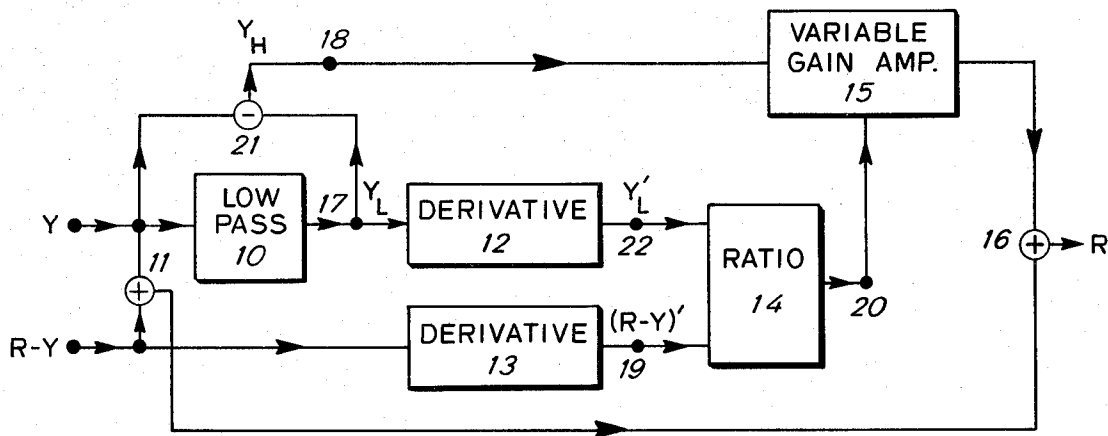 Y_H
18
VARIABLE
GAIN AMP.
15
21
Y
LOW
PASS
10
17
Y_L
DERIVATIVE
12
Y'_L
22
11
RATIO
14
20
16
R
R-Y
DERIVATIVE
13
(R-Y)'
19